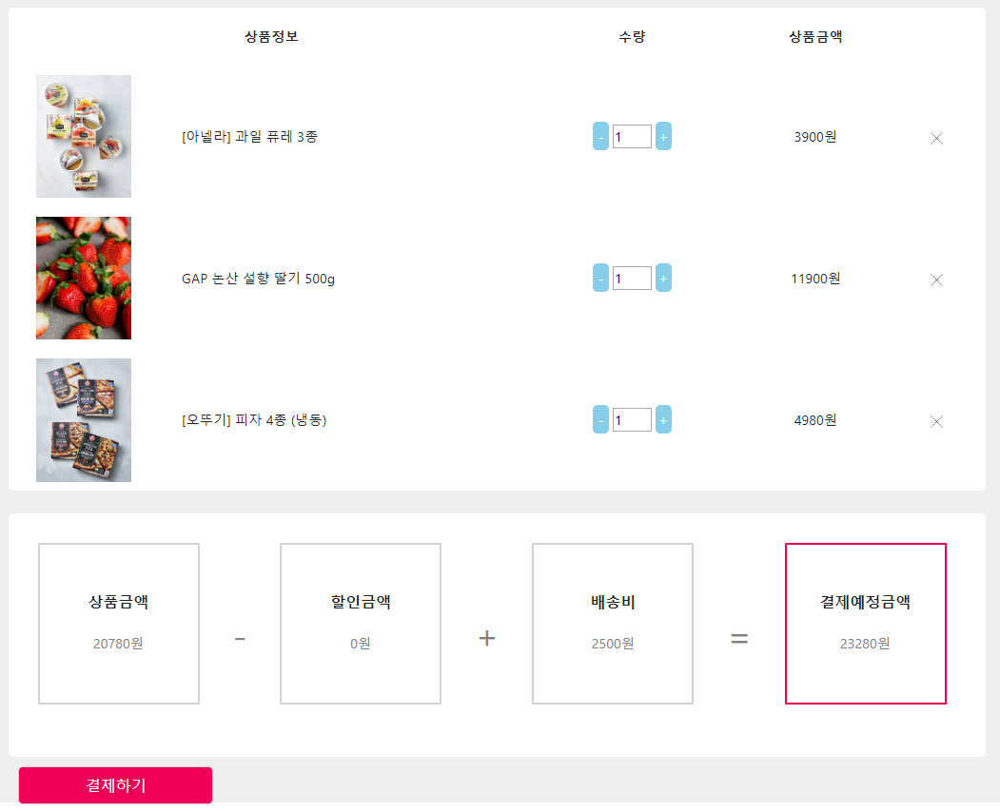 상품정보 수량 상품금액
[아넬라] 과일 퓨레 3종 - 1 + 3900원
GAP 논산 설향 딸기 500g - 1 + 11900원
[오뚜기] 피자 4종 (냉동) - 1 + 4980원
상품금액 할인금액 배송비 결제예정금액
20780원 - 0원 + 2500원 = 23280원
결제하기